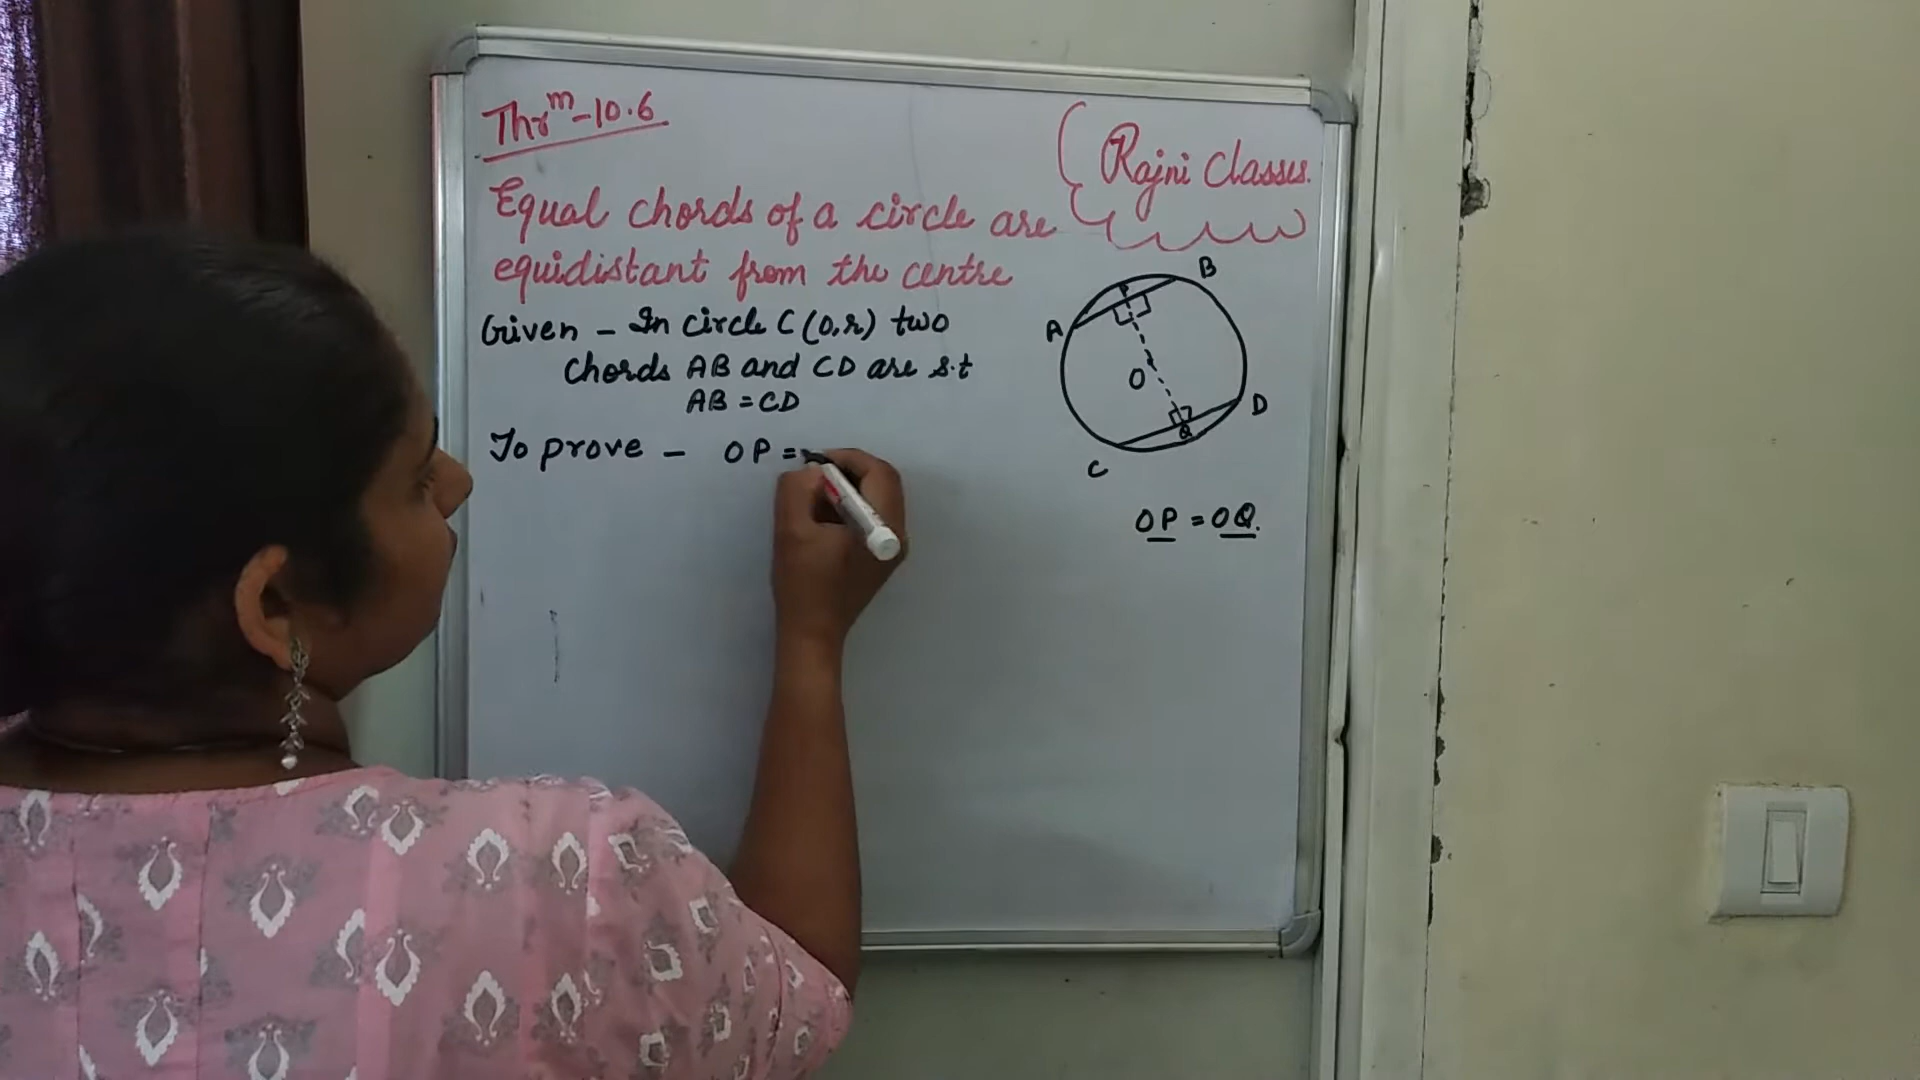 Thrm-10.6
Rajni Classes.
Equal chords of a circle are
equidistant from the centre
Given - In circle C (O,r) two
chords AB and CD are s.t
AB = CD
To prove - OP =
A
B
P
O
D
Q
C
OP = OQ.